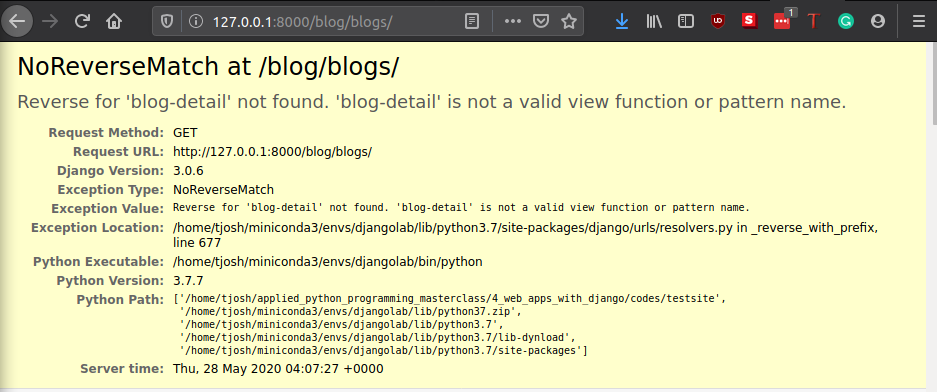 127.0.0.1:8000/blog/blogs/
UD
S
1
T
G
NoReverseMatch at /blog/blogs/
Reverse for 'blog-detail' not found. 'blog-detail' is not a valid view function or pattern name.
Request Method: GET
Request URL: http://127.0.0.1:8000/blog/blogs/
Django Version: 3.0.6
Exception Type: NoReverseMatch
Exception Value: Reverse for 'blog-detail' not found. 'blog-detail' is not a valid view function or pattern name.
Exception Location: /home/tjosh/miniconda3/envs/djangolab/lib/python3.7/site-packages/django/urls/resolvers.py in _reverse_with_prefix,
line 677
Python Executable: /home/tjosh/miniconda3/envs/djangolab/bin/python
Python Version: 3.7.7
Python Path: ['/home/tjosh/applied_python_programming_masterclass/4_web_apps_with_django/codes/testsite',
'/home/tjosh/miniconda3/envs/djangolab/lib/python37.zip',
'/home/tjosh/miniconda3/envs/djangolab/lib/python3.7',
'/home/tjosh/miniconda3/envs/djangolab/lib/python3.7/lib-dynload',
'/home/tjosh/miniconda3/envs/djangolab/lib/python3.7/site-packages']
Server time: Thu, 28 May 2020 04:07:27 +0000